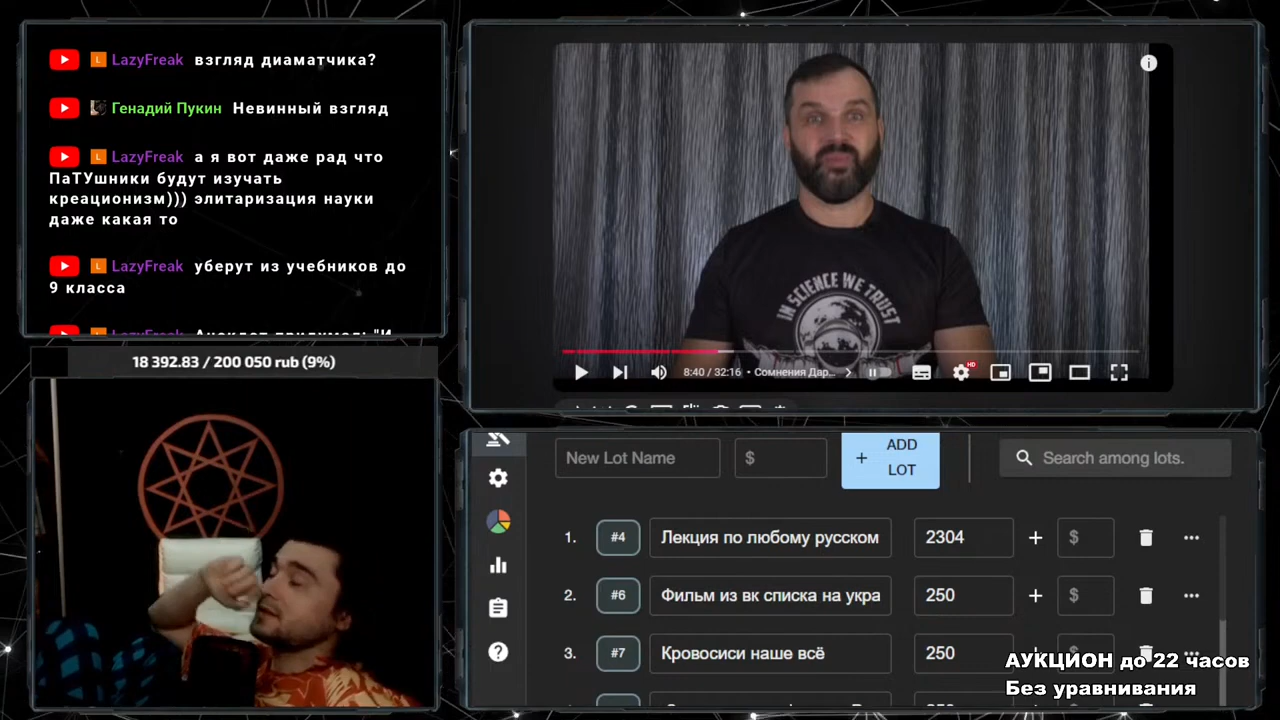 LazyFreak взгляд диаматчика?
Генадий Пукин Невинный взгляд
LazyFreak а я вот даже рад что
ПаТУшники будут изучать
креационизм))) элитаризация науки
даже какая то
LazyFreak уберут из учебников до
9 класса
18 392.83 / 200 050 rub (9%)
IN SCIENCE WE TRUST
8:40 / 32:16 • Сомнения Дар...
HD
New Lot Name
$
+ ADD
LOT
Search among lots.
1. #4 Лекция по любому русском 2304 + $
2. #6 Фильм из вк списка на укра 250 + $
3. #7 Кровосиси наше всё 250
АУКЦИОН до 22 часов
Без уравнивания